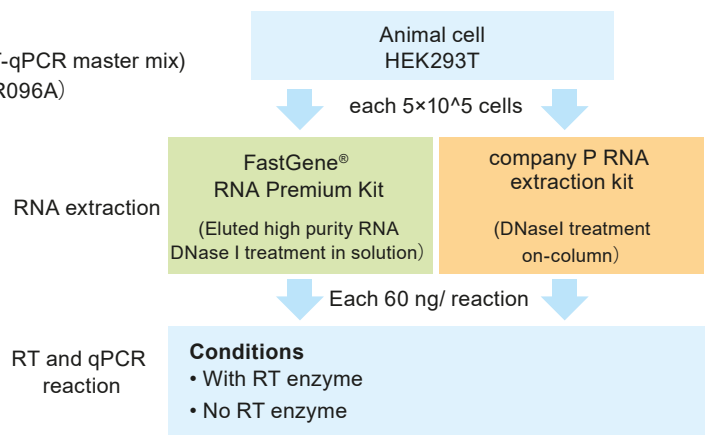 Animal cell
HEK293T
T-qPCR master mix)
R096A）
each 5×10^5 cells
RNA extraction
FastGene®
RNA Premium Kit
(Eluted high purity RNA
DNase I treatment in solution）
company P RNA
extraction kit
(DNaseI treatment
on-column）
Each 60 ng/ reaction
RT and qPCR
reaction
Conditions
• With RT enzyme
• No RT enzyme